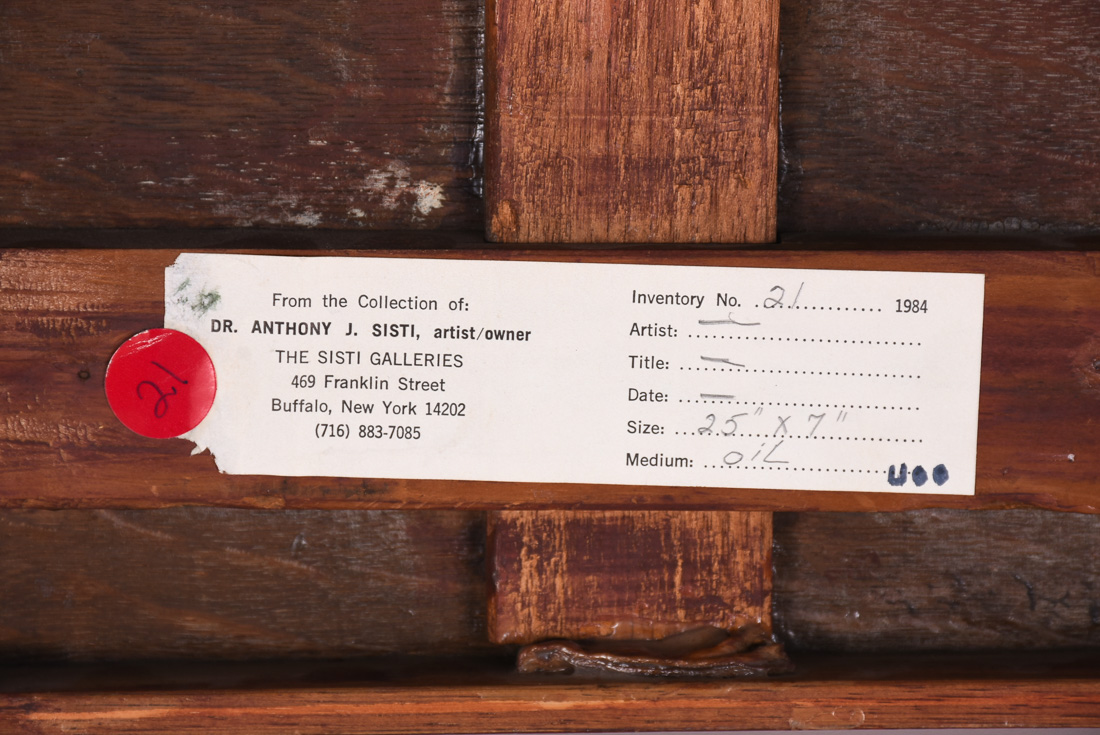 From the Collection of:
DR. ANTHONY J. SISTI, artist/owner
THE SISTI GALLERIES
469 Franklin Street
Buffalo, New York 14202
(716) 883-7085
Inventory No. 21 1984
Artist: —
Title: —
Date: —
Size: 25" X 7"
Medium: OIL
400
21